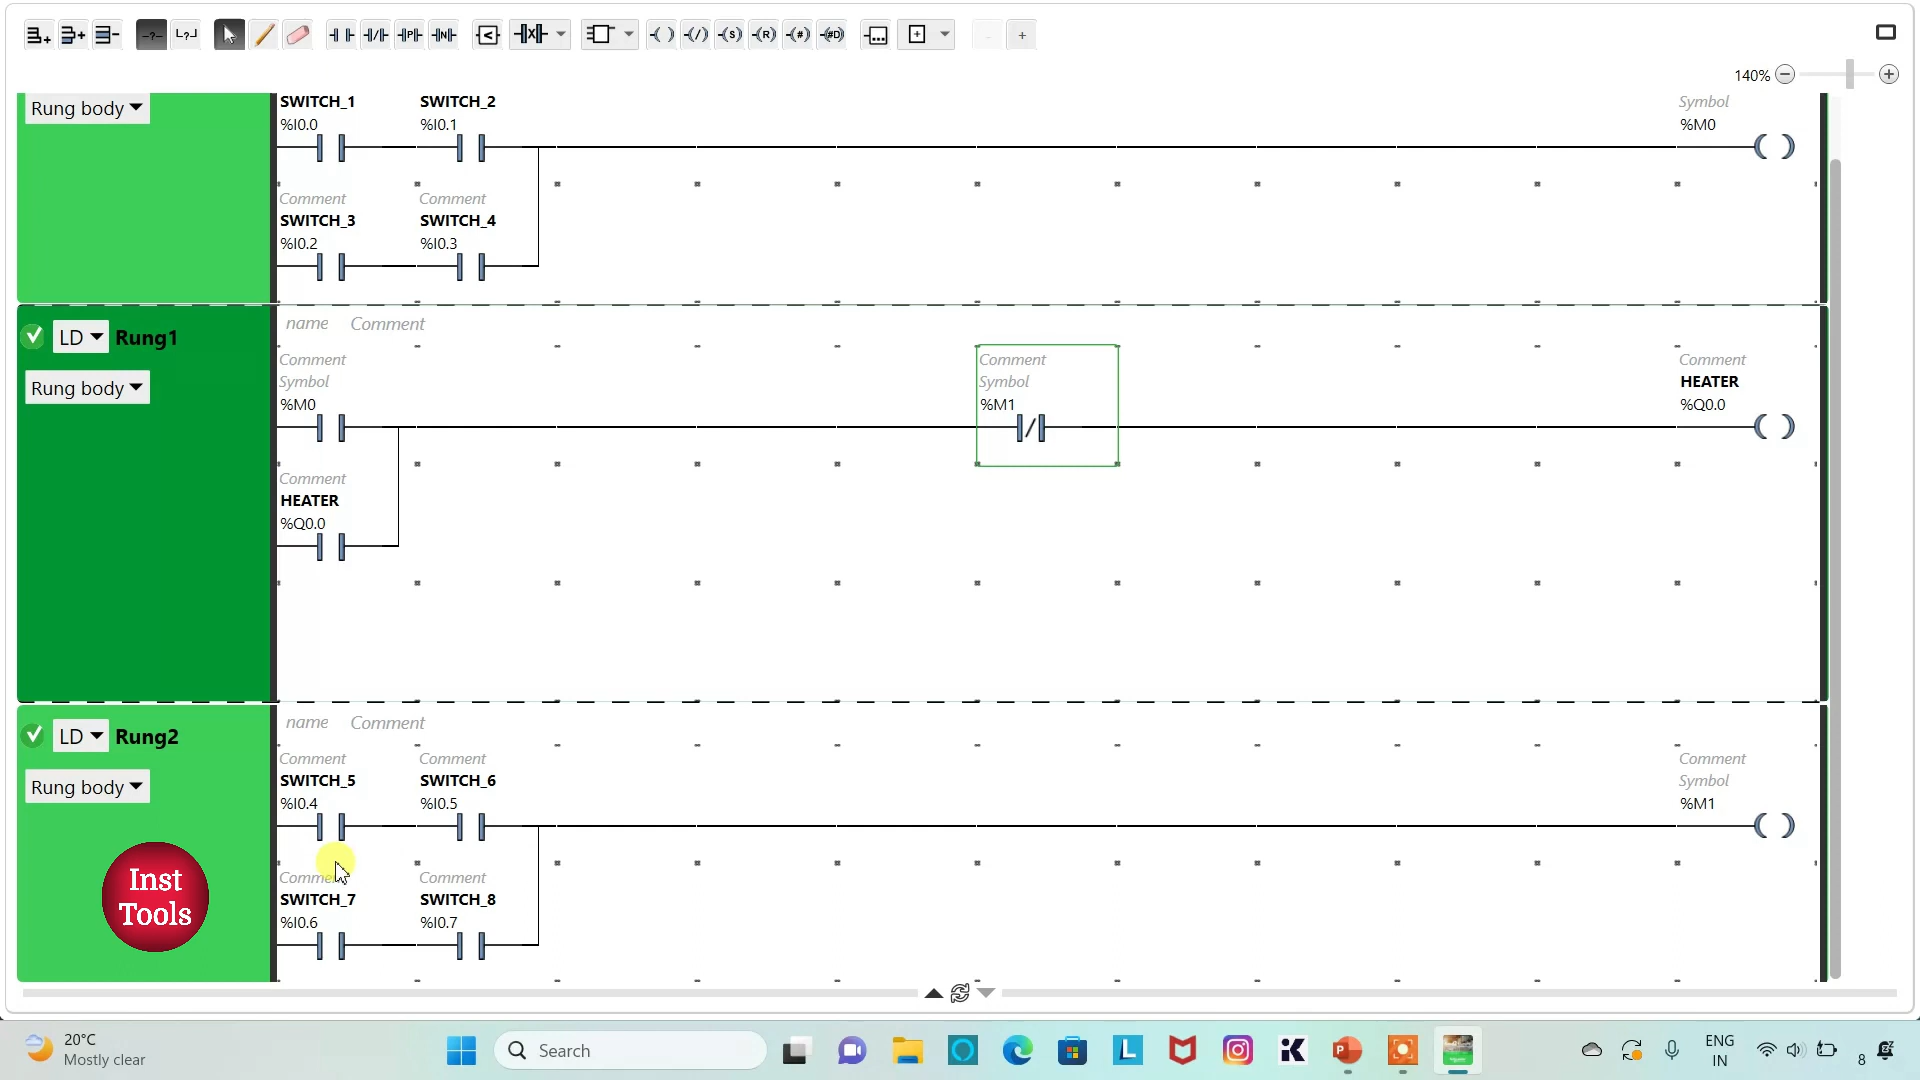 140%
Rung body
SWITCH_1 SWITCH_2 Symbol
%I0.0 %I0.1 %M0
Comment Comment
SWITCH_3 SWITCH_4
%I0.2 %I0.3
LD Rung1
name Comment
Comment Comment Comment
Symbol Symbol HEATER
Rung body
%M0 %M1 %Q0.0
Comment
HEATER
%Q0.0
LD Rung2
name Comment
Comment Comment Comment
SWITCH_5 SWITCH_6 Symbol
Rung body
%I0.4 %I0.5 %M1
Comment Comment
SWITCH_7 SWITCH_8
%I0.6 %I0.7
Inst
Tools
20°C
Mostly clear
Search
ENG
IN
8